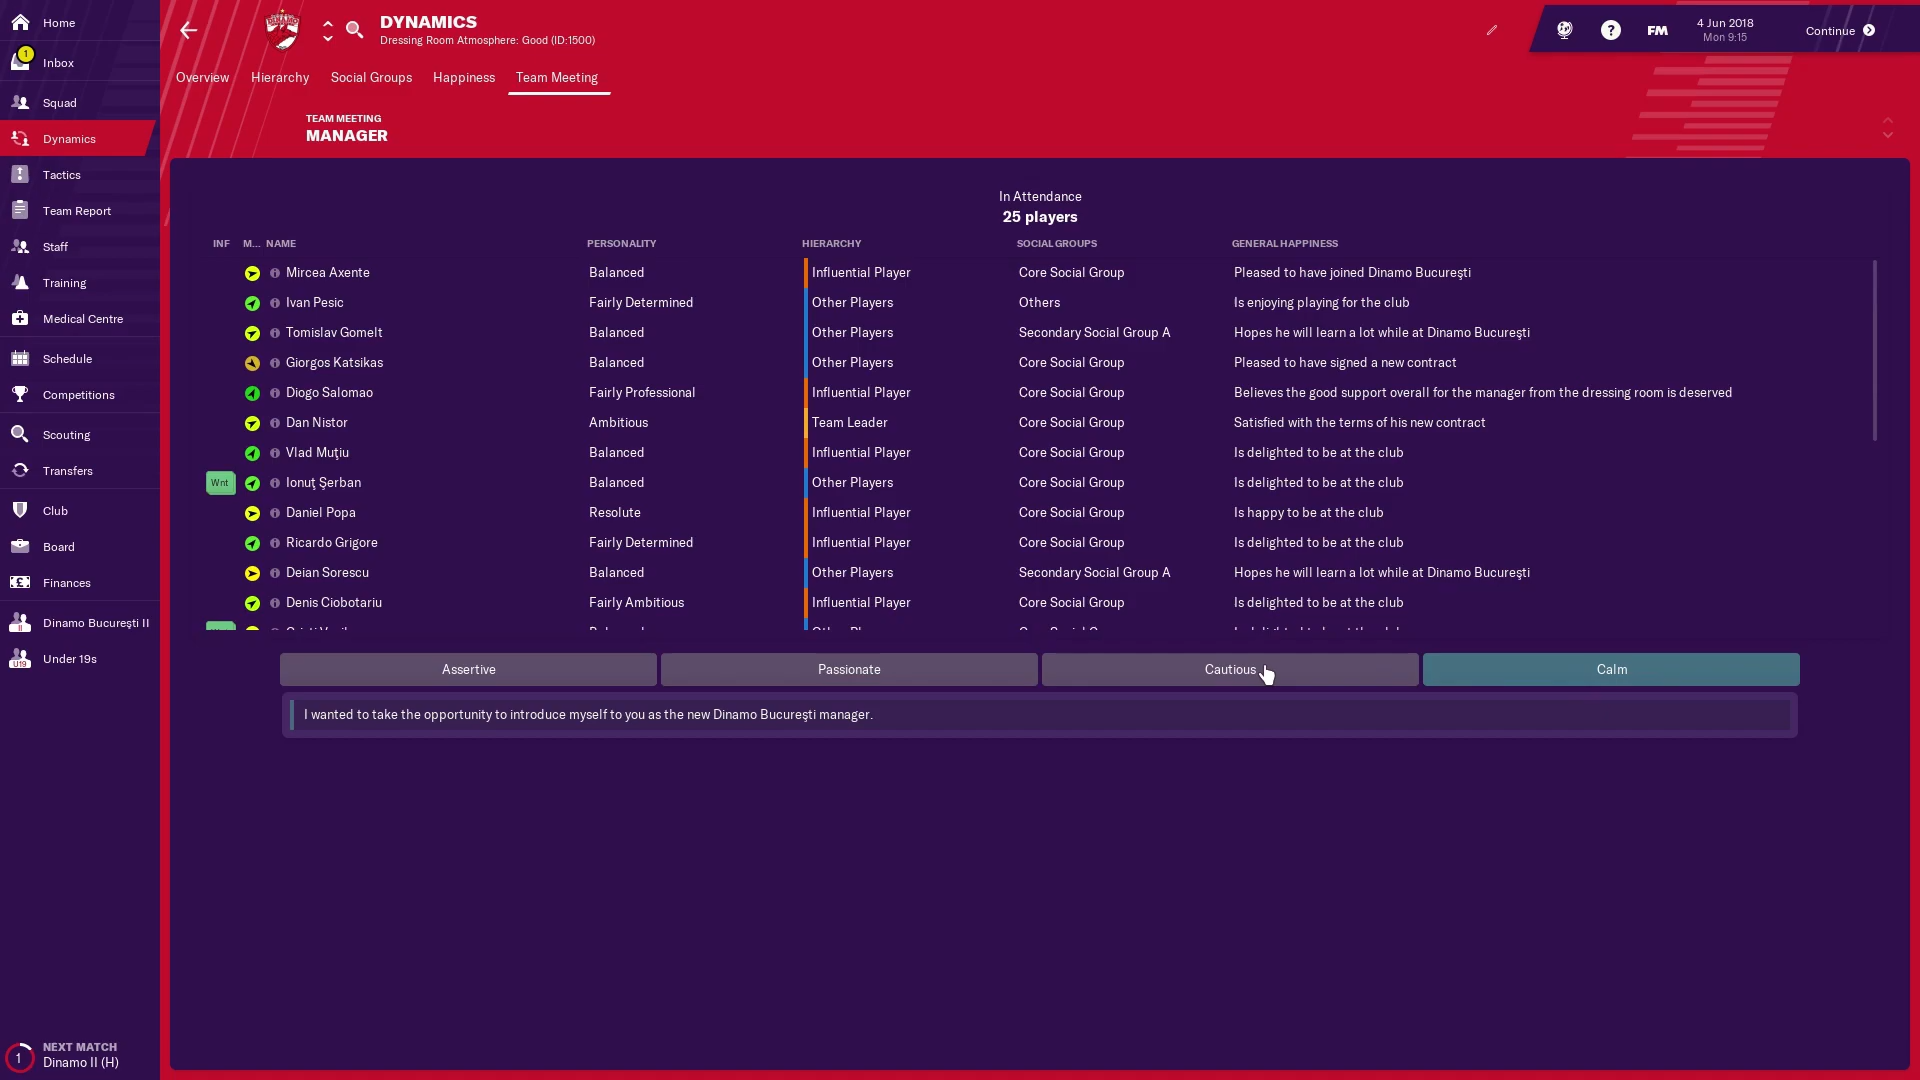 Home
1
Inbox
Squad
Dynamics
Tactics
Team Report
Staff
Training
Medical Centre
Schedule
Competitions
Scouting
Transfers
Club
Board
Finances
II
Dinamo București II
U19
Under 19s
1
NEXT MATCH
Dinamo II (H)
DYNAMICS
Dressing Room Atmosphere: Good (ID:1500)
? FM
4 Jun 2018
Mon 9:15
Continue
Overview Hierarchy Social Groups Happiness Team Meeting
TEAM MEETING
MANAGER
In Attendance
25 players
INF M... NAME PERSONALITY HIERARCHY SOCIAL GROUPS GENERAL HAPPINESS
Mircea Axente Balanced Influential Player Core Social Group Pleased to have joined Dinamo București
Ivan Pesic Fairly Determined Other Players Others Is enjoying playing for the club
Tomislav Gomelt Balanced Other Players Secondary Social Group A Hopes he will learn a lot while at Dinamo București
Giorgos Katsikas Balanced Other Players Core Social Group Pleased to have signed a new contract
Diogo Salomao Fairly Professional Influential Player Core Social Group Believes the good support overall for the manager from the dressing room is deserved
Dan Nistor Ambitious Team Leader Core Social Group Satisfied with the terms of his new contract
Vlad Muțiu Balanced Influential Player Core Social Group Is delighted to be at the club
Wnt Ionuț Șerban Balanced Other Players Core Social Group Is delighted to be at the club
Daniel Popa Resolute Influential Player Core Social Group Is happy to be at the club
Ricardo Grigore Fairly Determined Influential Player Core Social Group Is delighted to be at the club
Deian Sorescu Balanced Other Players Secondary Social Group A Hopes he will learn a lot while at Dinamo București
Denis Ciobotariu Fairly Ambitious Influential Player Core Social Group Is delighted to be at the club
Assertive Passionate Cautious Calm
I wanted to take the opportunity to introduce myself to you as the new Dinamo București manager.